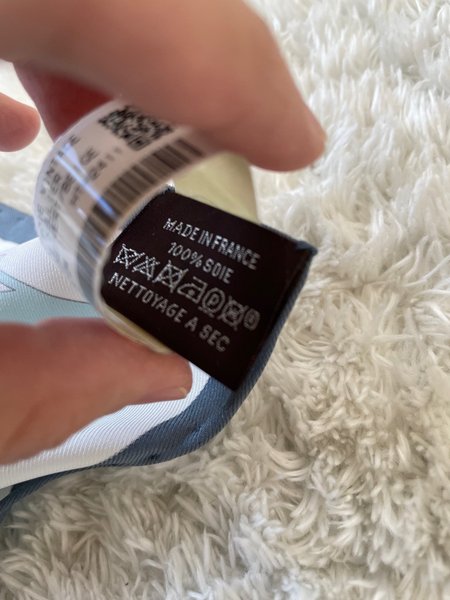 MADE IN FRANCE
100% SOIE
P
NETTOYAGE A SEC